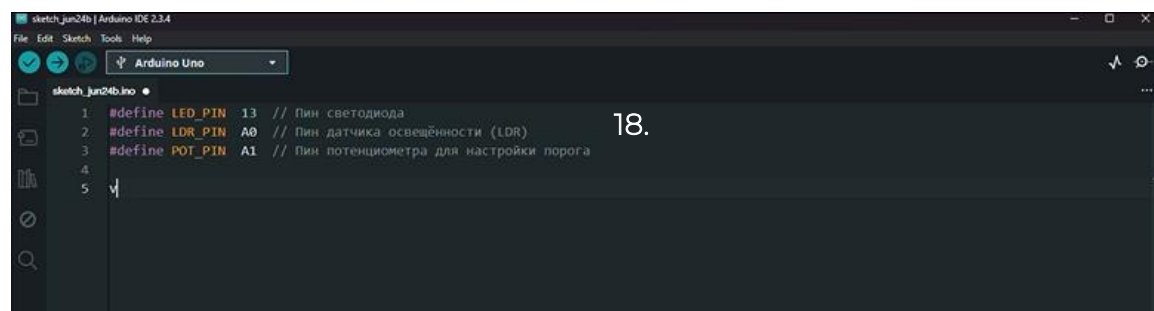 sketch_jun24b | Arduino IDE 2.3.4
File Edit Sketch Tools Help
Arduino Uno
sketch_jun24b.ino
1 #define LED_PIN 13 // Пин светодиода
18.
2 #define LDR_PIN A0 // Пин датчика освещённости (LDR)
3 #define POT_PIN A1 // Пин потенциометра для настройки порога
4
5 v